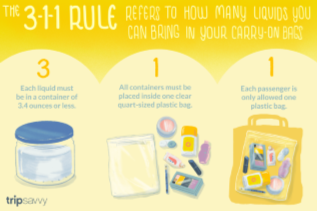 THE 3-1-1 RULE REFERS TO HOW MANY LIQUIDS YOU
CAN BRING IN YOUR CARRY-ON BAGS
3
Each liquid must
be in a container of
3.4 ounces or less.
1
All containers must be
placed inside one clear
quart-sized plastic bag.
1
Each passenger is
only allowed one
plastic bag.
tripsavvy